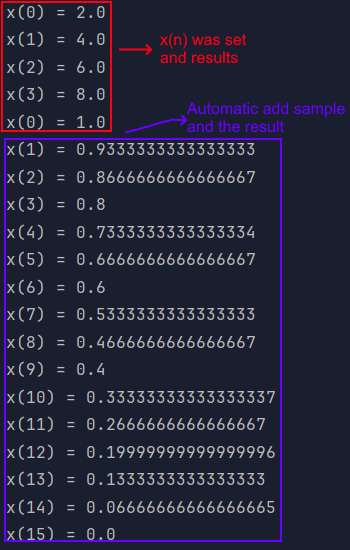 x(0) = 2.0
x(1) = 4.0
x(2) = 6.0
x(3) = 8.0
x(0) = 1.0
x(n) was set
and results
Automatic add sample
and the result
x(1) = 0.9333333333333333
x(2) = 0.8666666666666667
x(3) = 0.8
x(4) = 0.7333333333333334
x(5) = 0.6666666666666667
x(6) = 0.6
x(7) = 0.5333333333333333
x(8) = 0.4666666666666667
x(9) = 0.4
x(10) = 0.33333333333333337
x(11) = 0.2666666666666667
x(12) = 0.19999999999999996
x(13) = 0.1333333333333333
x(14) = 0.06666666666666665
x(15) = 0.0